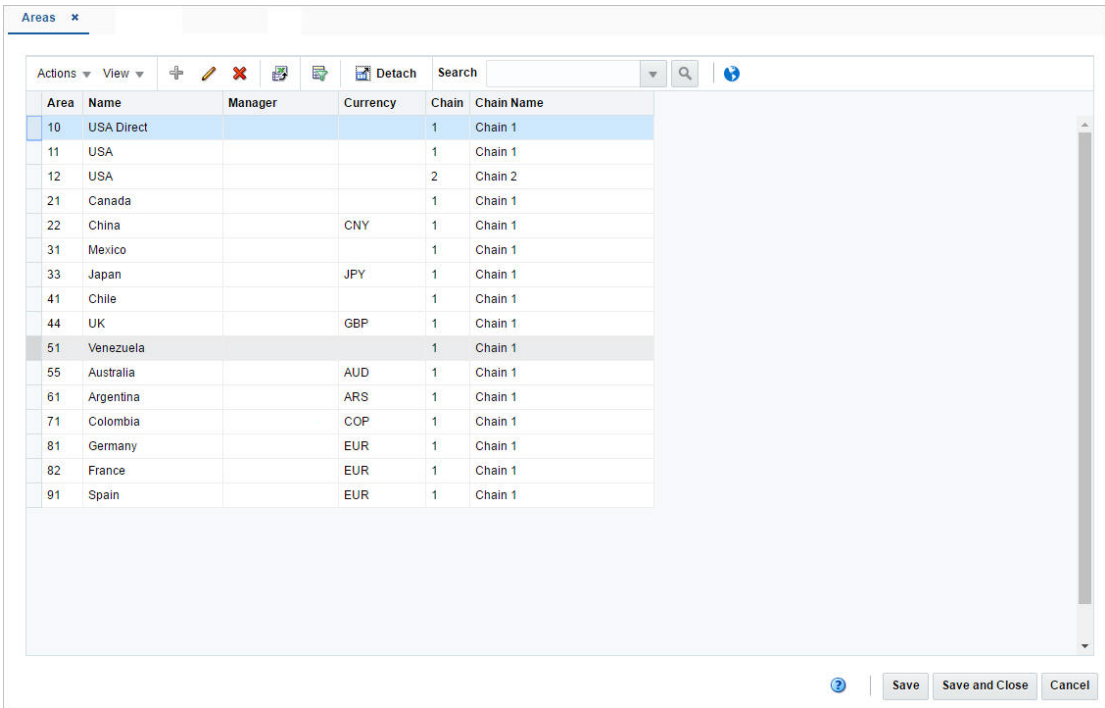 Areas ×
Actions View Detach Search
Area Name Manager Currency Chain Chain Name
10 USA Direct 1 Chain 1
11 USA 1 Chain 1
12 USA 2 Chain 2
21 Canada 1 Chain 1
22 China CNY 1 Chain 1
31 Mexico 1 Chain 1
33 Japan JPY 1 Chain 1
41 Chile 1 Chain 1
44 UK GBP 1 Chain 1
51 Venezuela 1 Chain 1
55 Australia AUD 1 Chain 1
61 Argentina ARS 1 Chain 1
71 Colombia COP 1 Chain 1
81 Germany EUR 1 Chain 1
82 France EUR 1 Chain 1
91 Spain EUR 1 Chain 1
? Save Save and Close Cancel